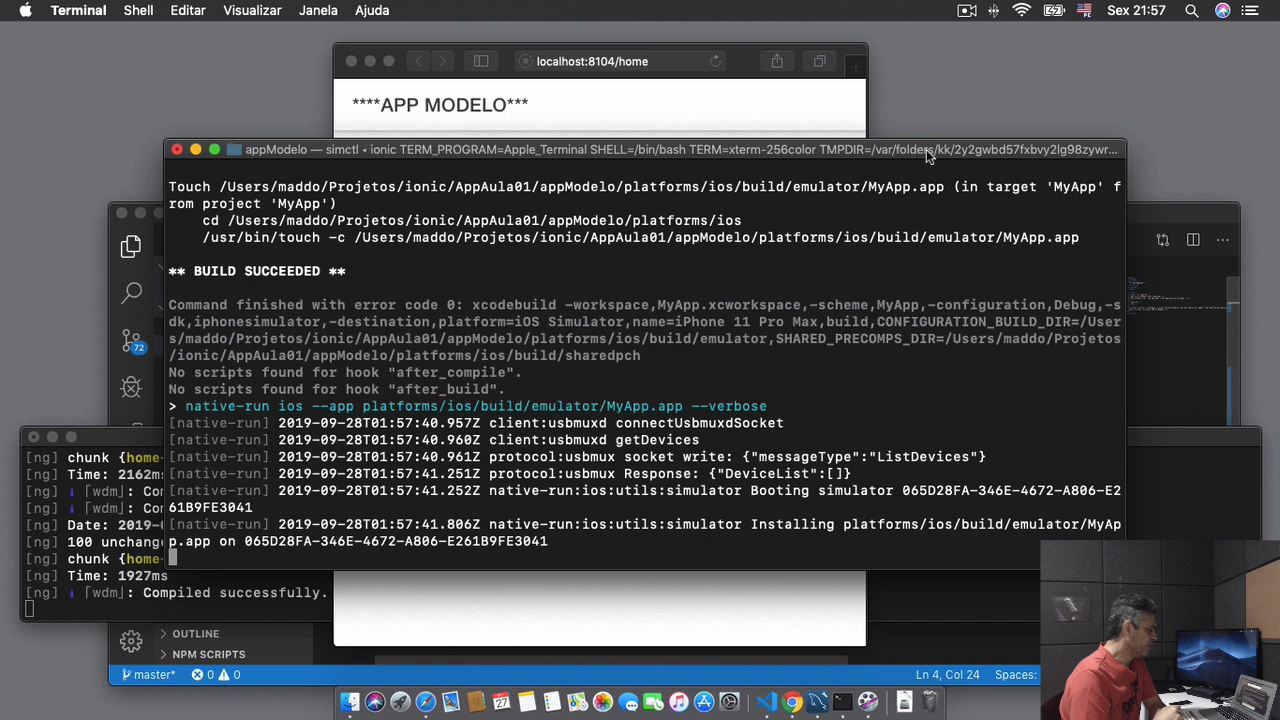 Terminal Shell Editar Visualizar Janela Ajuda Sex 21:57
localhost:8104/home
****APP MODELO***
appModelo — simctl ◂ ionic TERM_PROGRAM=Apple_Terminal SHELL=/bin/bash TERM=xterm-256color TMPDIR=/var/folders/kk/2y2gwbd57fxbvy2lg98zywr...
Touch /Users/maddo/Projetos/ionic/AppAula01/appModelo/platforms/ios/build/emulator/MyApp.app (in target 'MyApp' f
rom project 'MyApp')
cd /Users/maddo/Projetos/ionic/AppAula01/appModelo/platforms/ios
/usr/bin/touch -c /Users/maddo/Projetos/ionic/AppAula01/appModelo/platforms/ios/build/emulator/MyApp.app
** BUILD SUCCEEDED **
Command finished with error code 0: xcodebuild -workspace,MyApp.xcworkspace,-scheme,MyApp,-configuration,Debug,-s
dk,iphonesimulator,-destination,platform=iOS Simulator,name=iPhone 11 Pro Max,build,CONFIGURATION_BUILD_DIR=/User
s/maddo/Projetos/ionic/AppAula01/appModelo/platforms/ios/build/emulator,SHARED_PRECOMPS_DIR=/Users/maddo/Projetos
/ionic/AppAula01/appModelo/platforms/ios/build/sharedpch
No scripts found for hook "after_compile".
No scripts found for hook "after_build".
> native-run ios --app platforms/ios/build/emulator/MyApp.app --verbose
[native-run] 2019-09-28T01:57:40.957Z client:usbmuxd connectUsbmuxdSocket
[native-run] 2019-09-28T01:57:40.960Z client:usbmuxd getDevices
[native-run] 2019-09-28T01:57:40.961Z protocol:usbmux socket write: {"messageType":"ListDevices"}
[native-run] 2019-09-28T01:57:41.251Z protocol:usbmux Response: {"DeviceList":[]}
[native-run] 2019-09-28T01:57:41.252Z native-run:ios:utils:simulator Booting simulator 065D28FA-346E-4672-A806-E2
61B9FE3041
[native-run] 2019-09-28T01:57:41.806Z native-run:ios:utils:simulator Installing platforms/ios/build/emulator/MyAp
p.app on 065D28FA-346E-4672-A806-E261B9FE3041
72
[ng] chunk {home-
[ng] Time: 2162ms
[ng] ℹ ｢wdm｣: Com
[ng] ℹ ｢wdm｣: Com
[ng] Date: 2019-0
[ng] 100 unchang
[ng] chunk {home-
[ng] Time: 1927ms
[ng] ℹ ｢wdm｣: Compiled successfully.
OUTLINE
NPM SCRIPTS
master* 0 0 Ln 4, Col 24 Spaces:
27